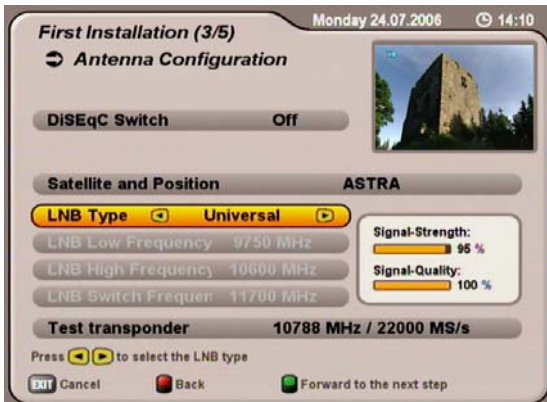 First Installation (3/5)
Monday 24.07.2006 14:10
Antenna Configuration
DiSEqC Switch Off
Satellite and Position ASTRA
LNB Type Universal
LNB Low Frequency 9750 MHz
LNB High Frequency 10600 MHz
LNB Switch Frequen 11700 MHz
Signal-Strength:
95 %
Signal-Quality:
100 %
Test transponder 10788 MHz / 22000 MS/s
Press to select the LNB type
EXIT Cancel Back Forward to the next step